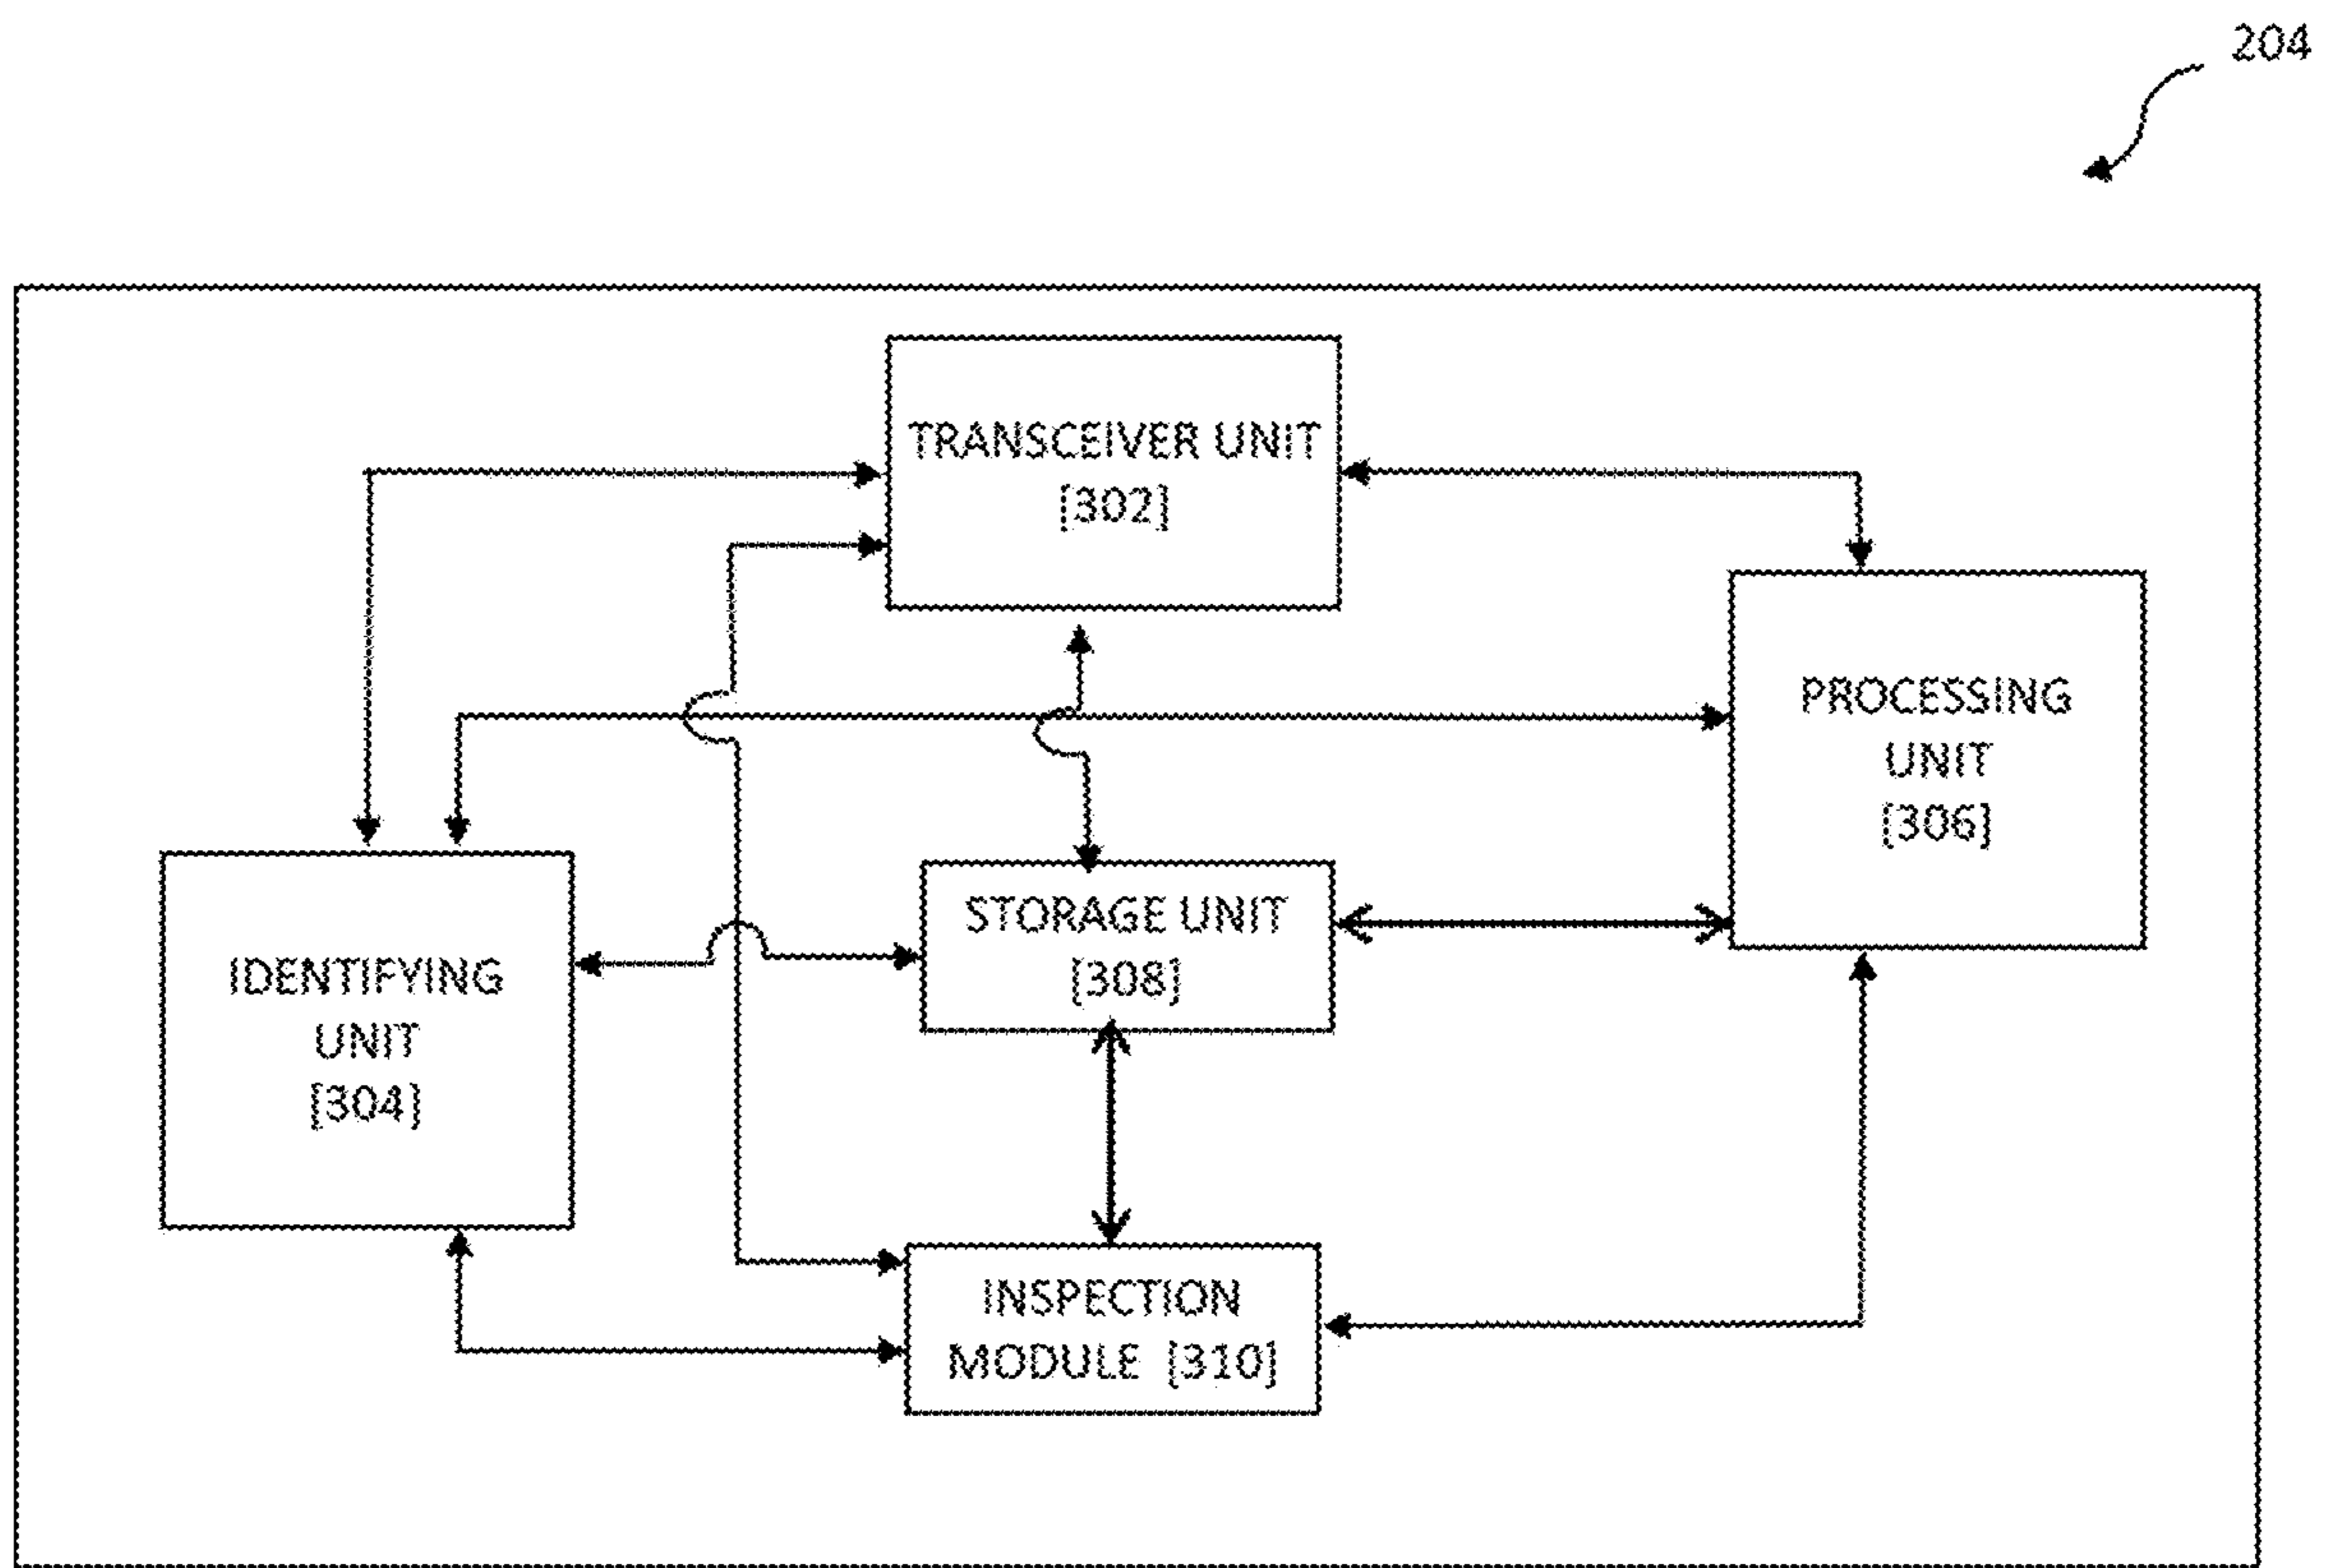 204
TRANSCEIVER UNIT
[302]
PROCESSING
UNIT
[306]
STORAGE UNIT
[308]
IDENTIFYING
UNIT
[304]
INSPECTION
MODULE [310]